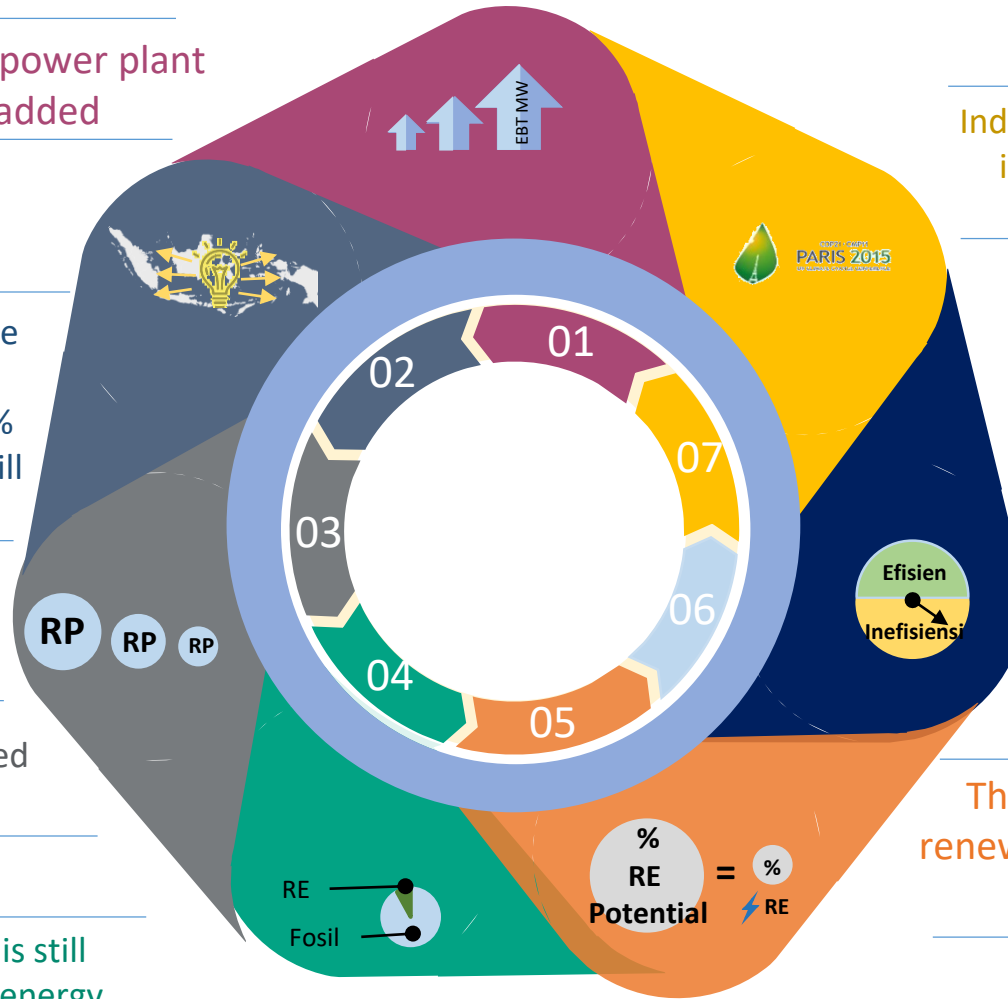 power plant
added
EBT MW
Ind
i
PARIS 2015
e
%
ill
01
02
03
04
05
06
07
Efisien
Inefisiensi
RP
RP
RP
ed
RE
Fosil
%
RE
Potential
=
%
RE
Th
renew
is still
energy